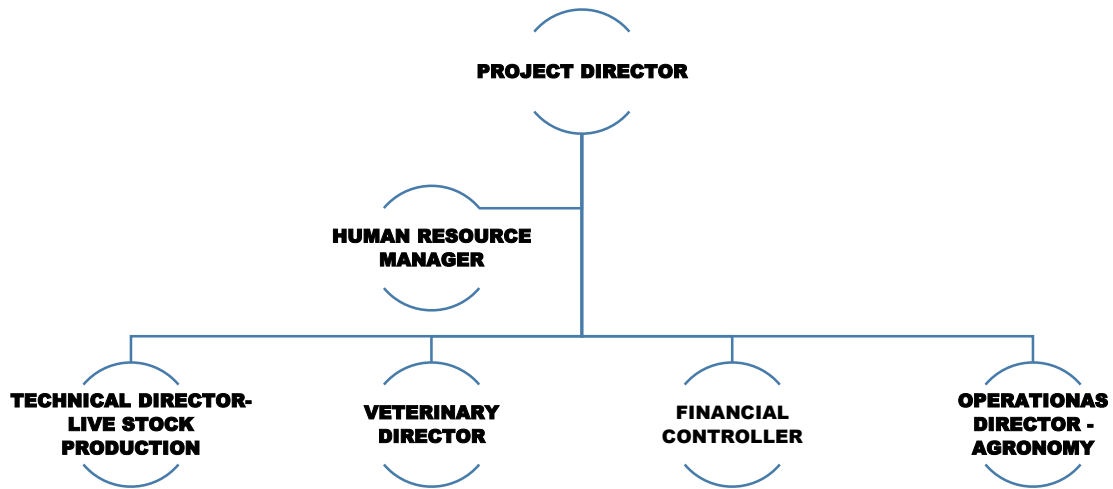 PROJECT DIRECTOR
HUMAN RESOURCE
MANAGER
TECHNICAL DIRECTOR-
LIVE STOCK
PRODUCTION
VETERINARY
DIRECTOR
FINANCIAL
CONTROLLER
OPERATIONAS
DIRECTOR -
AGRONOMY